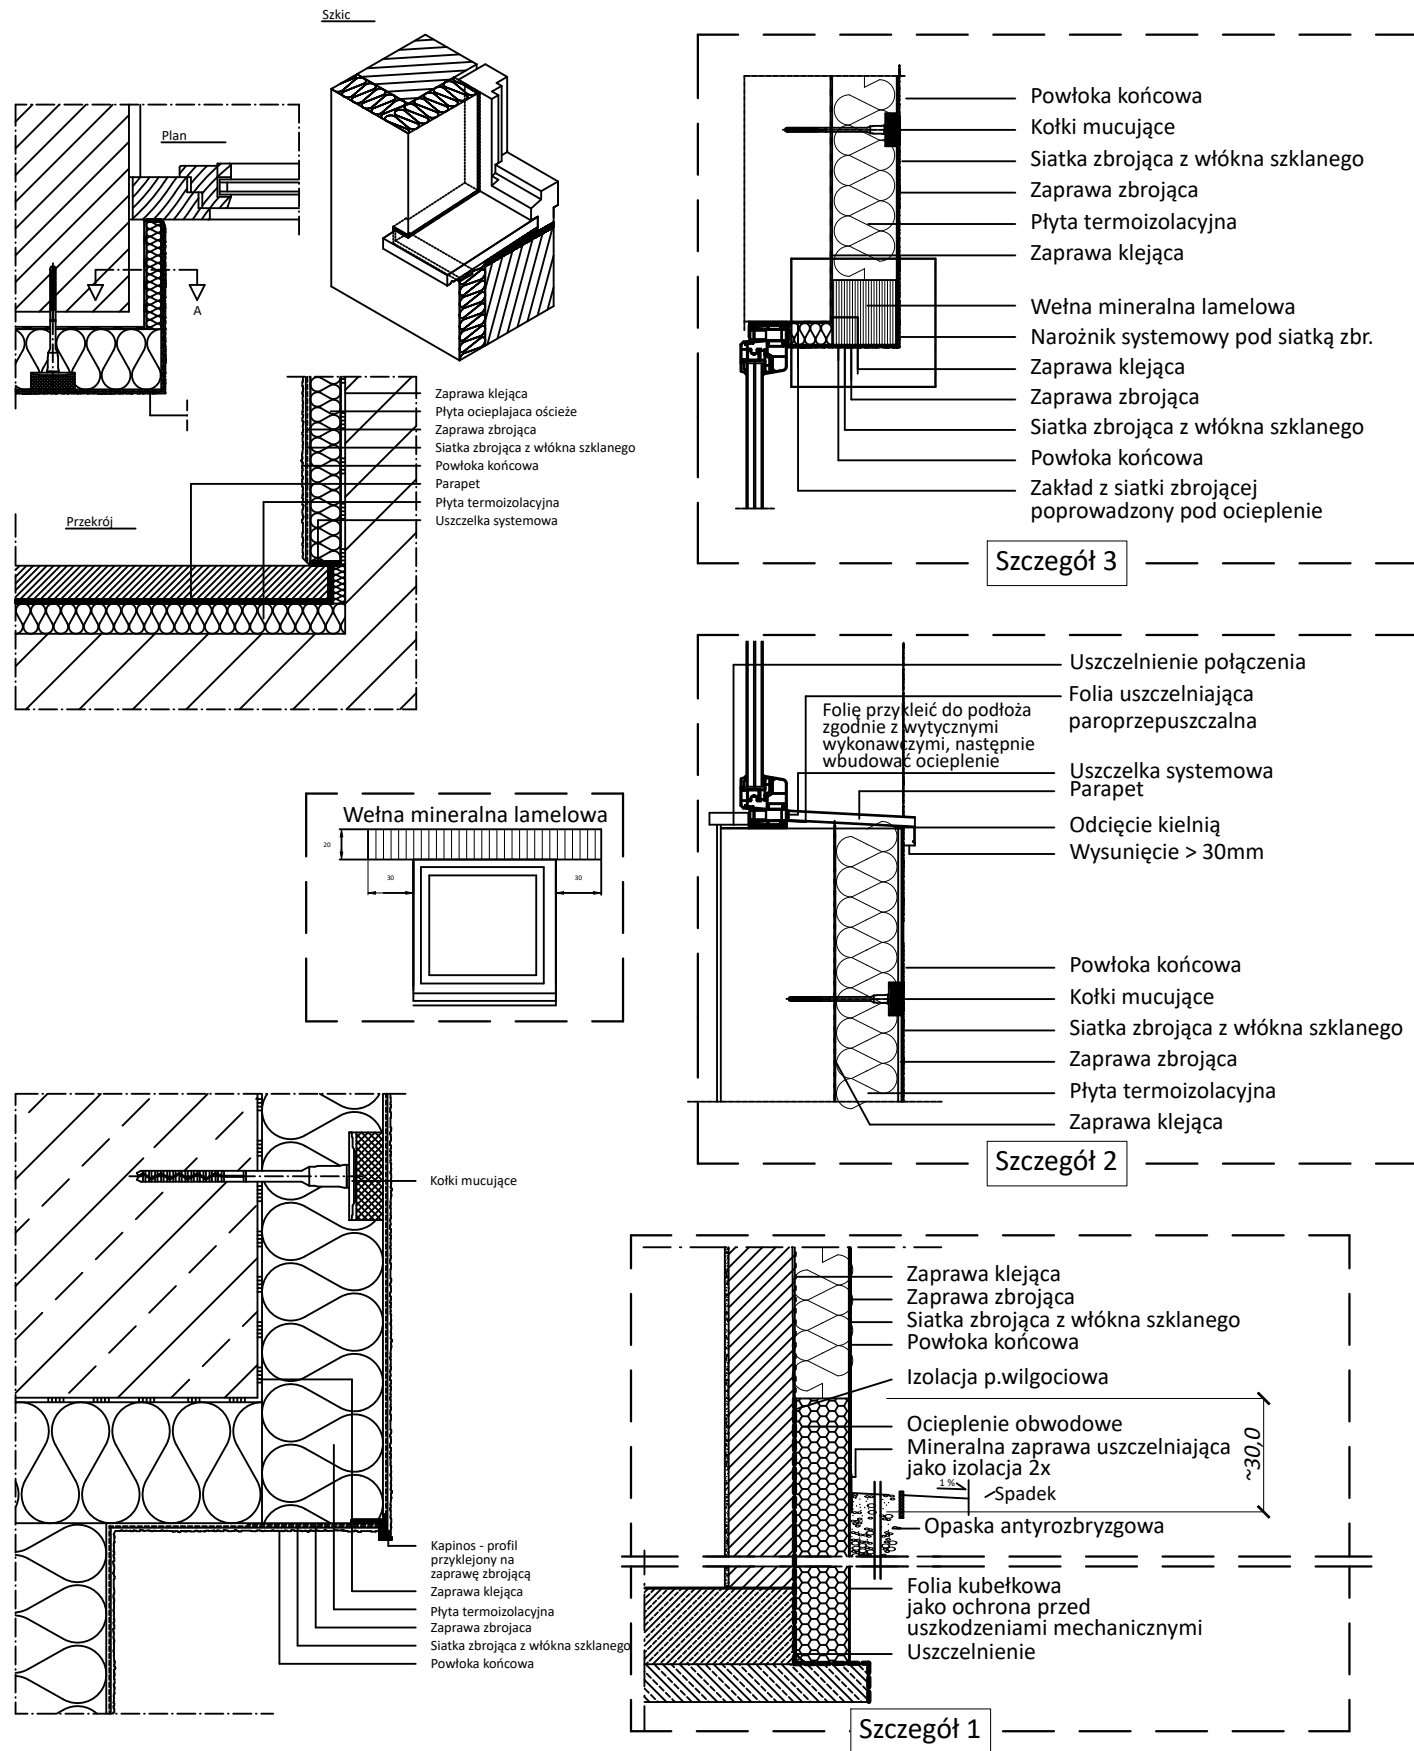 Szkic
Plan
A
Przekrój
Zaprawa klejąca
Płyta ocieplajaca ościeże
Zaprawa zbrojąca
Siatka zbrojąca z włókna szklanego
Powłoka końcowa
Parapet
Płyta termoizolacyjna
Uszczelka systemowa
Powłoka końcowa
Kołki mucujące
Siatka zbrojąca z włókna szklanego
Zaprawa zbrojąca
Płyta termoizolacyjna
Zaprawa klejąca
Wełna mineralna lamelowa
Narożnik systemowy pod siatką zbr.
Zaprawa klejąca
Zaprawa zbrojąca
Siatka zbrojąca z włókna szklanego
Powłoka końcowa
Zakład z siatki zbrojącej
poprowadzony pod ocieplenie
Szczegół 3
Uszczelnienie połączenia
Folia uszczelniająca
paroprzepuszczalna
Folię przykleić do podłoża
zgodnie z wytycznymi
wykonawczymi, następnie
wbudować ocieplenie
Uszczelka systemowa
Parapet
Odcięcie kielnią
Wysunięcie > 30mm
Powłoka końcowa
Kołki mucujące
Siatka zbrojąca z włókna szklanego
Zaprawa zbrojąca
Płyta termoizolacyjna
Zaprawa klejąca
Szczegół 2
Wełna mineralna lamelowa
20
30
30
Kołki mucujące
Kapinos - profil
przyklejony na
zaprawę zbrojącą
Zaprawa klejąca
Płyta termoizolacyjna
Zaprawa zbrojaca
Siatka zbrojąca z włókna szklanego
Powłoka końcowa
Zaprawa klejąca
Zaprawa zbrojąca
Siatka zbrojąca z włókna szklanego
Powłoka końcowa
Izolacja p.wilgociowa
Ocieplenie obwodowe
Mineralna zaprawa uszczelniająca
jako izolacja 2x
~30,0
1 %
Spadek
Opaska antyrozbryzgowa
Folia kubełkowa
jako ochrona przed
uszkodzeniami mechanicznymi
Uszczelnienie
Szczegół 1